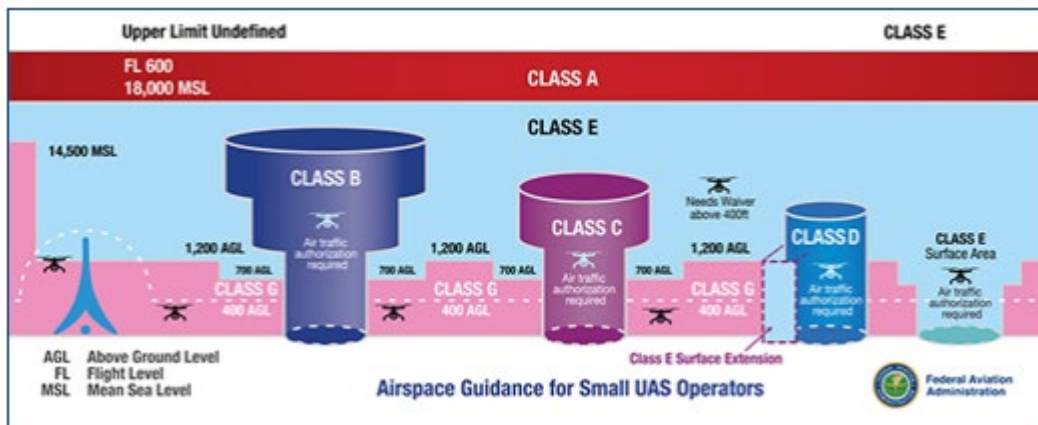 Upper Limit Undefined
CLASS E
FL 600
18,000 MSL
CLASS A
CLASS E
14,500 MSL
CLASS B
Air traffic
authorization
required
CLASS C
Air traffic
authorization
required
Needs Waiver
above 400ft
CLASS D
Air traffic
authorization
required
CLASS E
Surface Area
Air traffic
authorization
required
1,200 AGL
700 AGL
CLASS G
400 AGL
700 AGL
1,200 AGL
CLASS G
400 AGL
700 AGL
700 AGL
1,200 AGL
CLASS G
400 AGL
Class E Surface Extension
AGL Above Ground Level
FL Flight Level
MSL Mean Sea Level
Airspace Guidance for Small UAS Operators
Federal Aviation
Administration